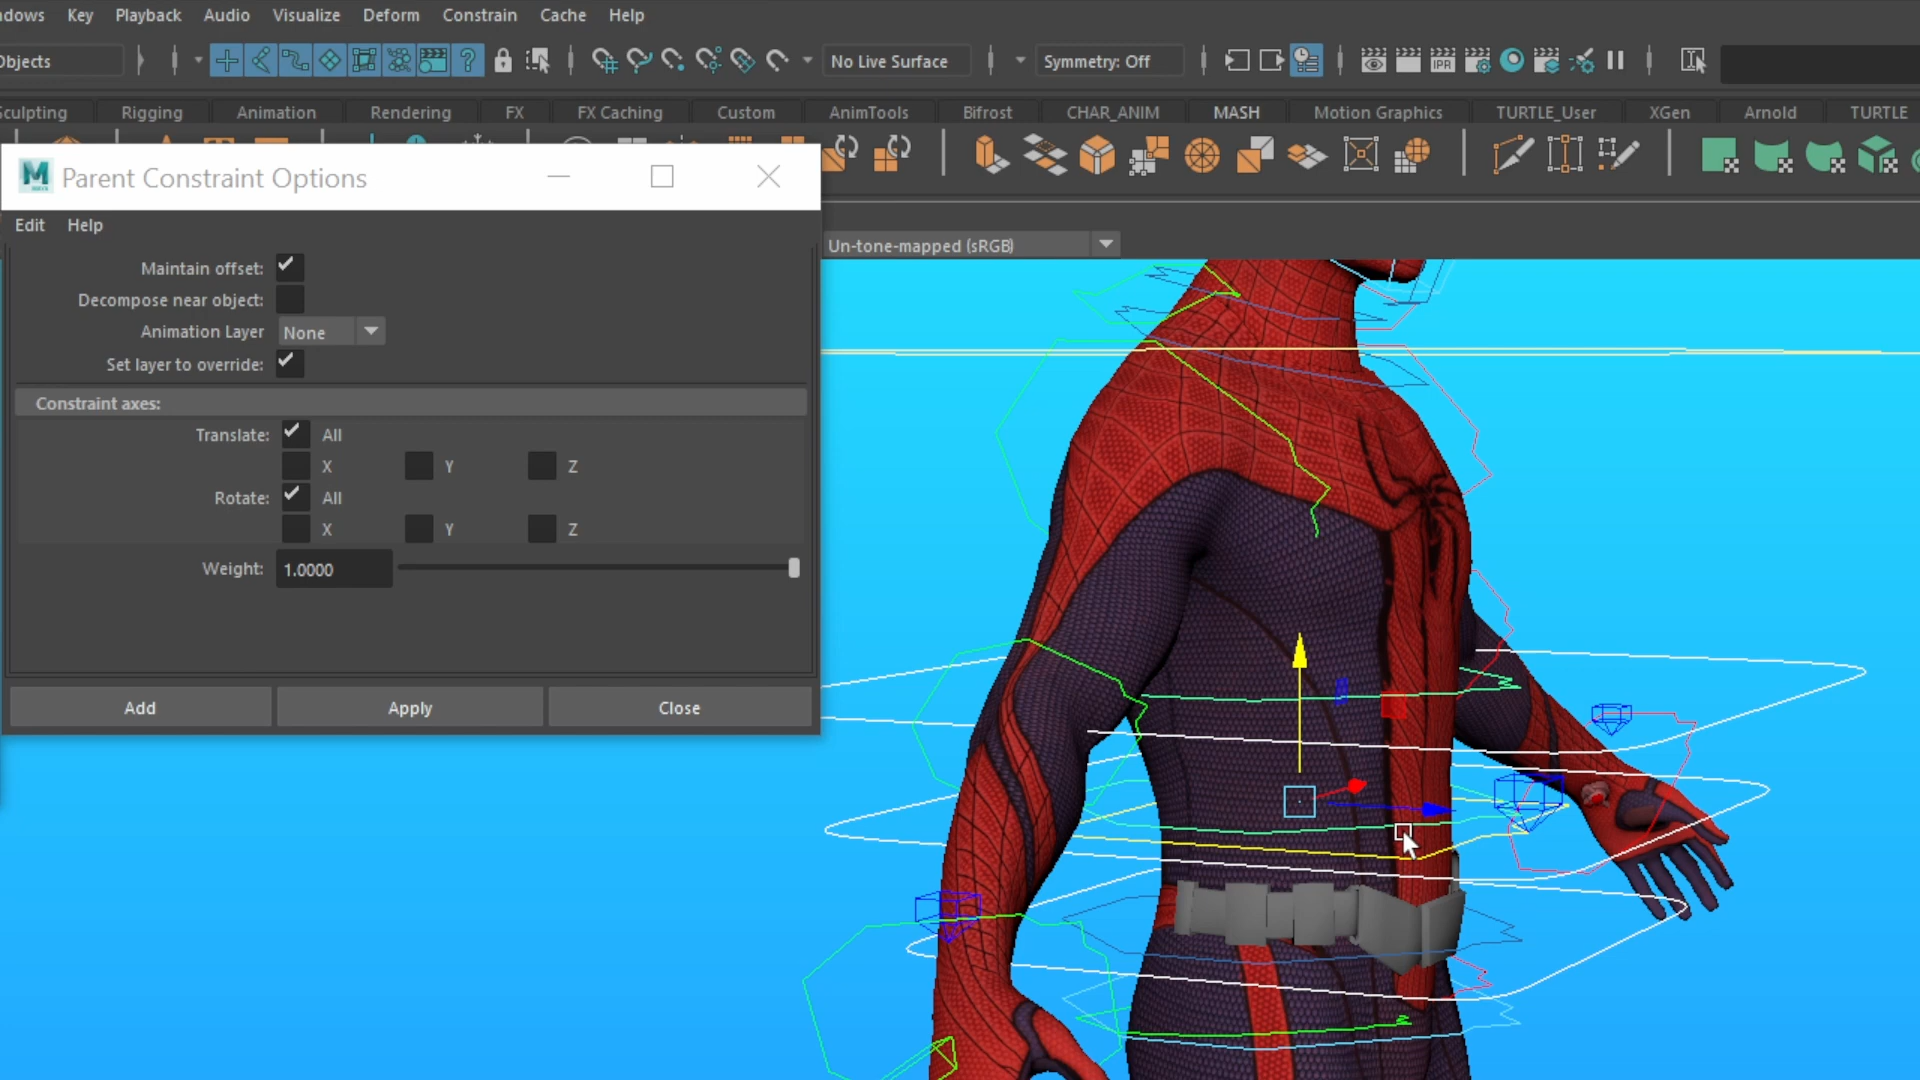 ndows Key Playback Audio Visualize Deform Constrain Cache Help
Objects No Live Surface Symmetry: Off IPR
Sculpting Rigging Animation Rendering FX FX Caching Custom AnimTools Bifrost CHAR_ANIM MASH Motion Graphics TURTLE_User XGen Arnold TURTLE
M Parent Constraint Options
Edit Help
Un-tone-mapped (sRGB)
Maintain offset:
Decompose near object:
Animation Layer None
Set layer to override:
Constraint axes:
Translate: All
X Y Z
Rotate: All
X Y Z
Weight: 1.0000
Add Apply Close